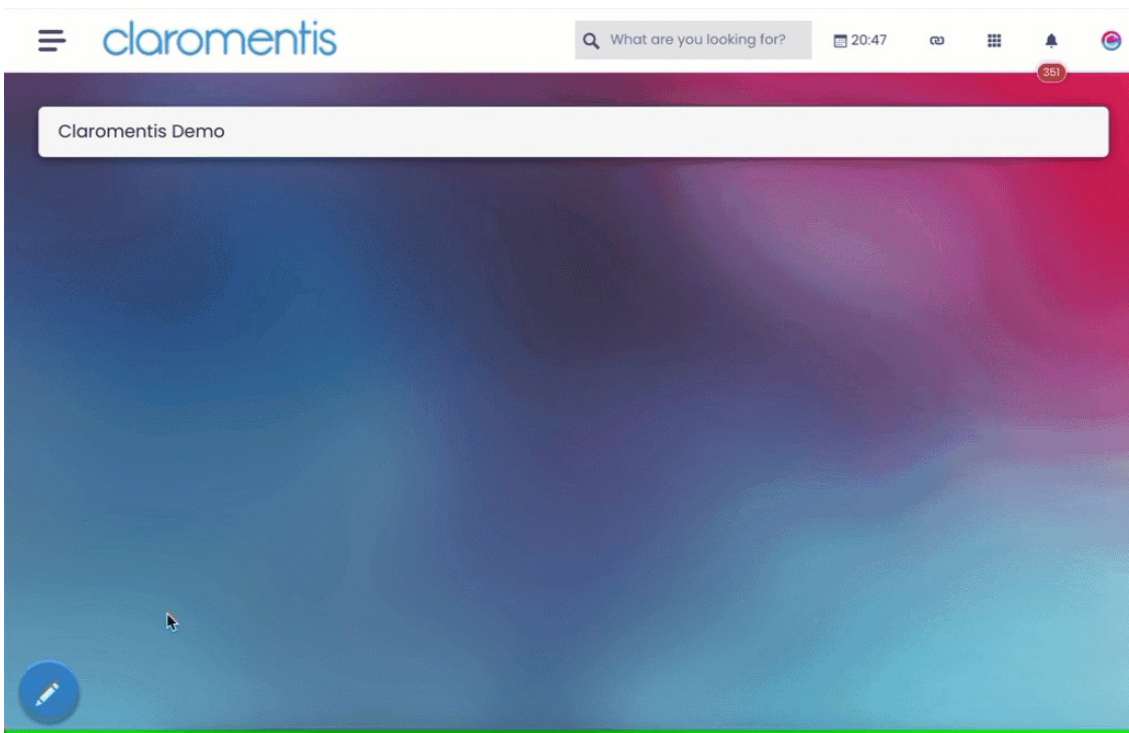 claromentis
What are you looking for?
20:47
351
Claromentis Demo